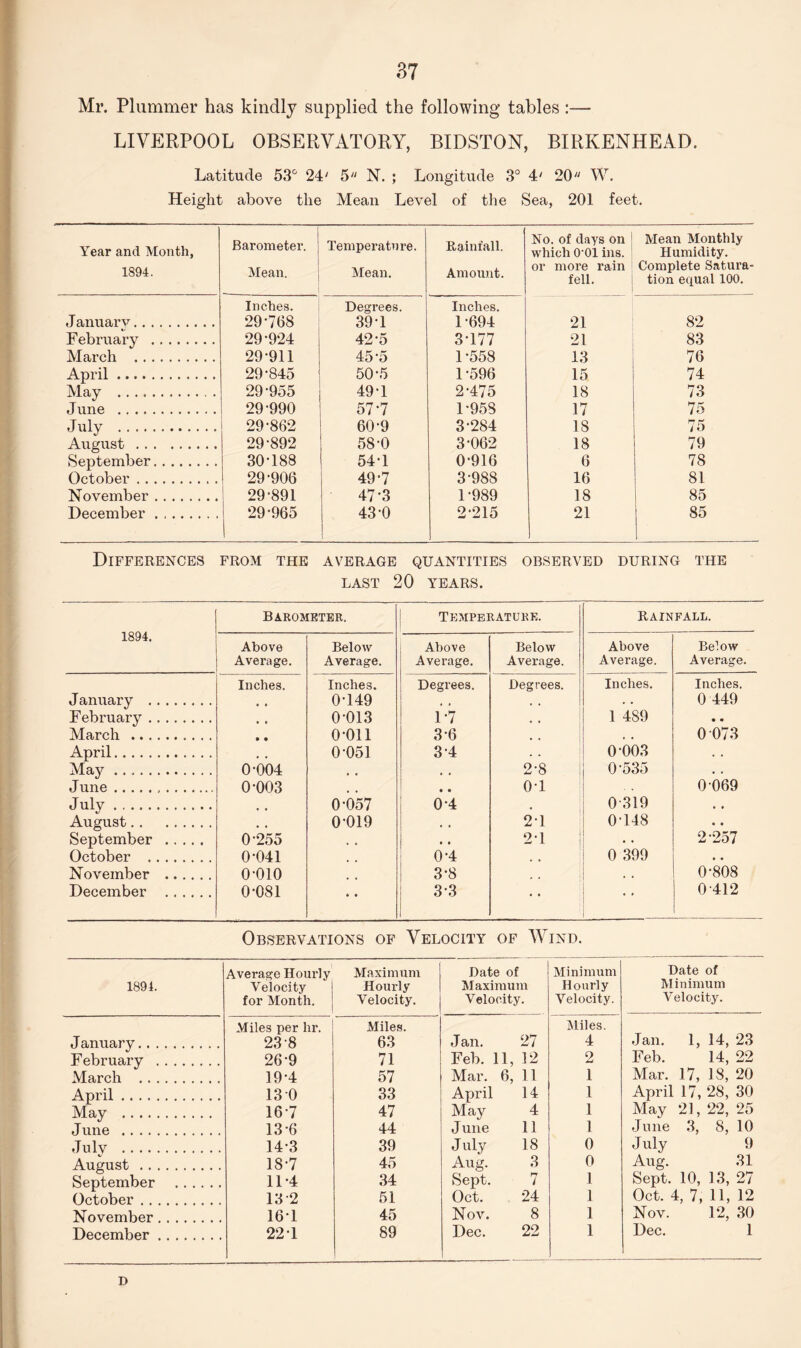 37
Mr. Plummer has kindly supplied the following tables :—
LIVERPOOL OBSERVATORY, BIDSTON, BIRKENHEAD.
Latitude 53° 24′ 5″ N. ; Longitude 3° 4′ 20″ W.
Height above the Mean Level of the Sea, 201 feet.
Year and Month, 1894. | Barometer. Mean. | Temperature. Mean. | Rainfall. Amount. | No. of days on which 0·01 ins. or more rain fell. | Mean Monthly Humidity. Complete Saturation equal 100.
Inches. | Degrees. | Inches.
January.......... 29·768 39·1 1·694 21 82
February ........ 29·924 42·5 3·177 21 83
March .......... 29·911 45·5 1·558 13 76
April ............ 29·845 50·5 1·596 15 74
May ............ 29·955 49·1 2·475 18 73
June ............ 29·990 57·7 1·958 17 75
July ............ 29·862 60·9 3·284 18 75
August ......... 29·892 58·0 3·062 18 79
September........ 30·188 54·1 0·916 6 78
October .......... 29·906 49·7 3·988 16 81
November ........ 29·891 47·3 1·989 18 85
December ........ 29·965 43·0 2·215 21 85
DIFFERENCES FROM THE AVERAGE QUANTITIES OBSERVED DURING THE
LAST 20 YEARS.
1894. | BAROMETER. | TEMPERATURE. | RAINFALL.
Above Average. | Below Average. | Above Average. | Below Average. | Above Average. | Below Average.
Inches. | Inches. | Degrees. | Degrees. | Inches. | Inches.
January ........ .. 0·149 .. .. .. 0 449
February ........ .. 0·013 1·7 .. 1 489 ..
March .......... .. 0·011 3·6 .. .. 0 073
April............ .. 0·051 3·4 .. 0·003 ..
May ............ 0·004 .. .. 2·8 0·535 ..
June ............ 0·003 .. .. 0·1 . 0·069
July ............ .. 0·057 0·4 . 0·319 ..
August .. ...... .. 0·019 .. 2·1 0·148 ..
September ..... 0·255 .. .. 2·1 .. 2·257
October ........ 0·041 .. 0·4 .. 0 399 ..
November ...... 0·010 .. 3·8 .. .. 0·808
December ...... 0·081 .. 3·3 .. .. 0·412
OBSERVATIONS OF VELOCITY OF WIND.
1894. | Average Hourly Velocity for Month. | Maximum Hourly Velocity. | Date of Maximum Velocity. | Minimum Hourly Velocity. | Date of Minimum Velocity.
Miles per hr. | Miles. | Miles.
January.......... 23·8 63 Jan. 27 4 Jan. 1, 14, 23
February ........ 26·9 71 Feb. 11, 12 2 Feb. 14, 22
March .......... 19·4 57 Mar. 6, 11 1 Mar. 17, 18, 20
April ............ 13·0 33 April 14 1 April 17, 28, 30
May ............ 16·7 47 May 4 1 May 21, 22, 25
June ............ 13·6 44 June 11 1 June 3, 8, 10
July ............ 14·3 39 July 18 0 July 9
August .......... 18·7 45 Aug. 3 0 Aug. 31
September ...... 11·4 34 Sept. 7 1 Sept. 10, 13, 27
October .......... 13·2 51 Oct. 24 1 Oct. 4, 7, 11, 12
November ........ 16·1 45 Nov. 8 1 Nov. 12, 30
December ........ 22·1 89 Dec. 22 1 Dec. 1
D